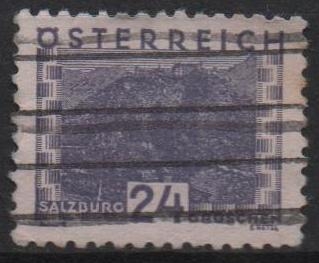 ÖSTERREICH
SALZBURG 24 GROSCHEN